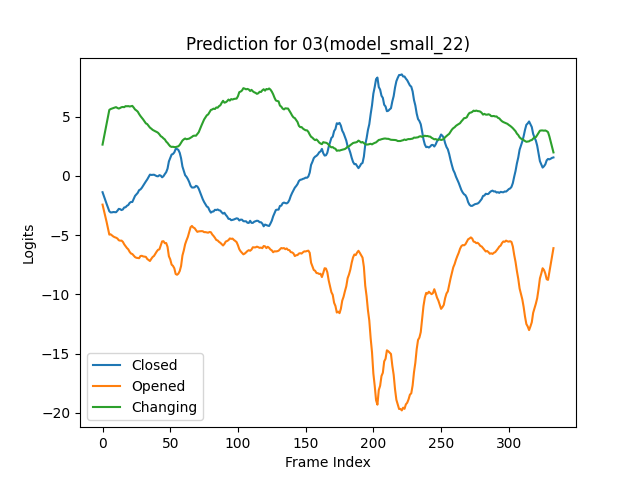 Prediction for 03(model_small_22)
Logits
5
0
−5
−10
−15
−20
Closed
Opened
Changing
0 50 100 150 200 250 300
Frame Index